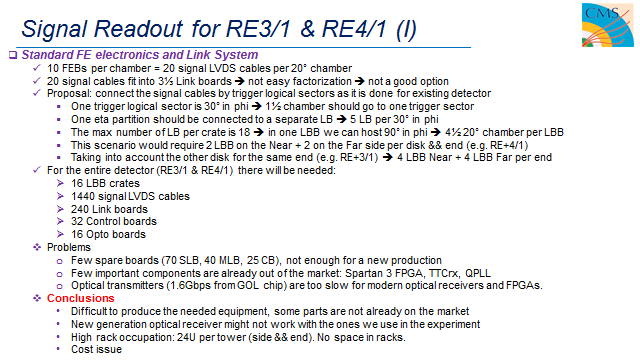 Signal Readout for RE3/1 & RE4/1 (I)
CMS
❑ Standard FE electronics and Link System
✓ 10 FEBs per chamber = 20 signal LVDS cables per 20° chamber
✓ 20 signal cables fit into 3⅓ Link boards → not easy factorization → not a good option
✓ Proposal: connect the signal cables by trigger logical sectors as it is done for existing detector
▪ One trigger logical sector is 30° in phi → 1½ chamber should go to one trigger sector
▪ One eta partition should be connected to a separate LB → 5 LB per 30° in phi
▪ The max number of LB per crate is 18 → in one LBB we can host 90° in phi → 4½ 20° chamber per LBB
▪ This scenario would require 2 LBB on the Near + 2 on the Far side per disk && end (e.g. RE+4/1)
▪ Taking into account the other disk for the same end (e.g. RE+3/1) → 4 LBB Near + 4 LBB Far per end
✓ For the entire detector (RE3/1 & RE4/1) there will be needed:
➢ 16 LBB crates
➢ 1440 signal LVDS cables
➢ 240 Link boards
➢ 32 Control boards
➢ 16 Opto boards
❖ Problems
o Few spare boards (70 SLB, 40 MLB, 25 CB), not enough for a new production
o Few important components are already out of the market: Spartan 3 FPGA, TTCrx, QPLL
o Optical transmitters (1.6Gbps from GOL chip) are too slow for modern optical receivers and FPGAs.
❖ Conclusions
• Difficult to produce the needed equipment, some parts are not already on the market
• New generation optical receiver might not work with the ones we use in the experiment
• High rack occupation: 24U per tower (side && end). No space in racks.
• Cost issue